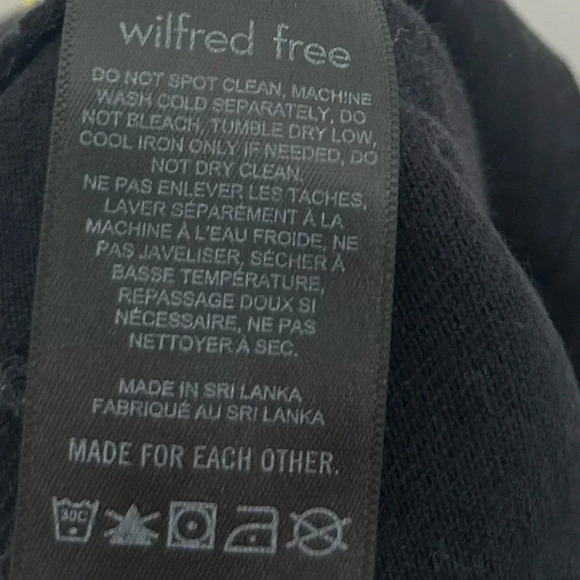 wilfred free
DO NOT SPOT CLEAN, MACHINE
WASH COLD SEPARATELY, DO
NOT BLEACH, TUMBLE DRY LOW,
COOL IRON ONLY IF NEEDED, DO
NOT DRY CLEAN.
NE PAS ENLEVER LES TACHES,
LAVER SÉPARÉMENT À LA
MACHINE À L'EAU FROIDE, NE
PAS JAVELISER, SÉCHER À
BASSE TEMPÉRATURE,
REPASSAGE DOUX SI
NÉCESSAIRE, NE PAS
NETTOYER À SEC.
MADE IN SRI LANKA
FABRIQUÉ AU SRI LANKA
MADE FOR EACH OTHER.
30C